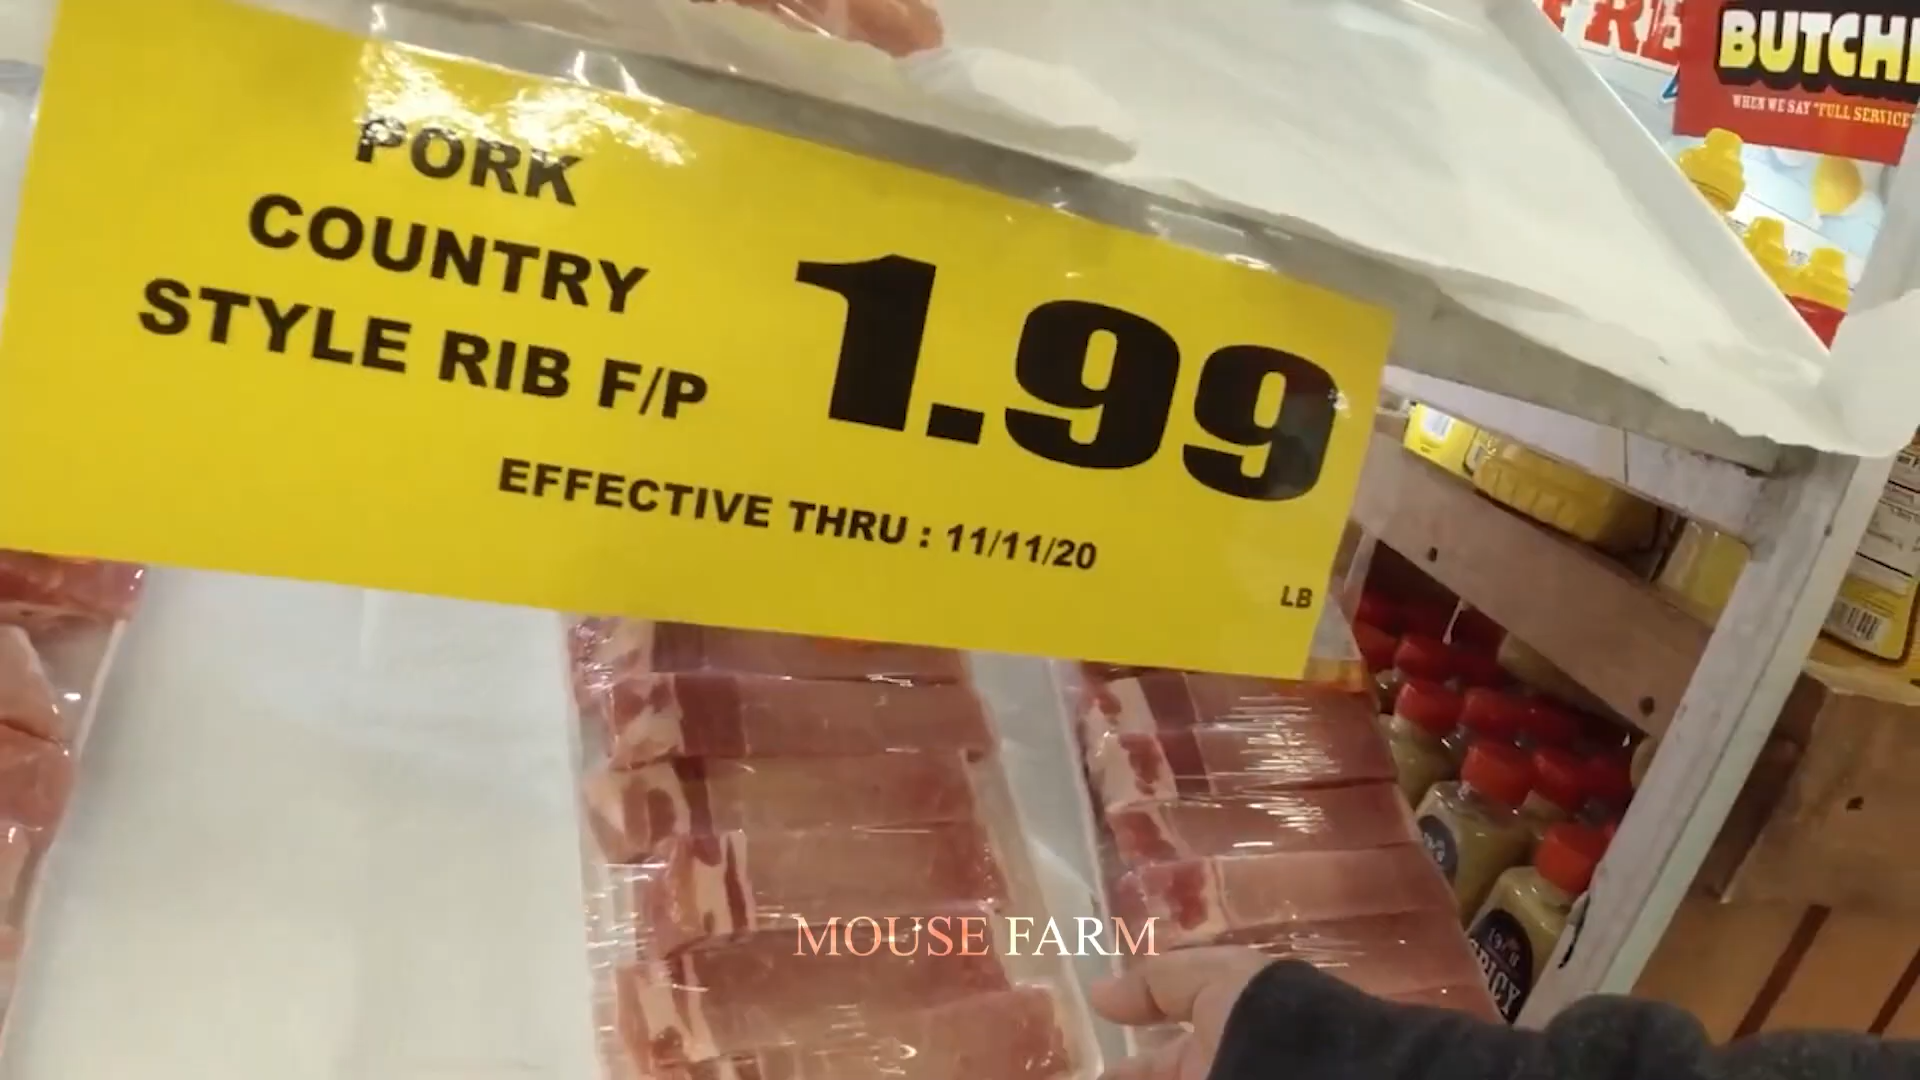 PORK
COUNTRY
STYLE RIB F/P
1.99
EFFECTIVE THRU : 11/11/20
LB
WHEN WE SAY "FULL SERVICE"
MOUSE FARM
SPICY